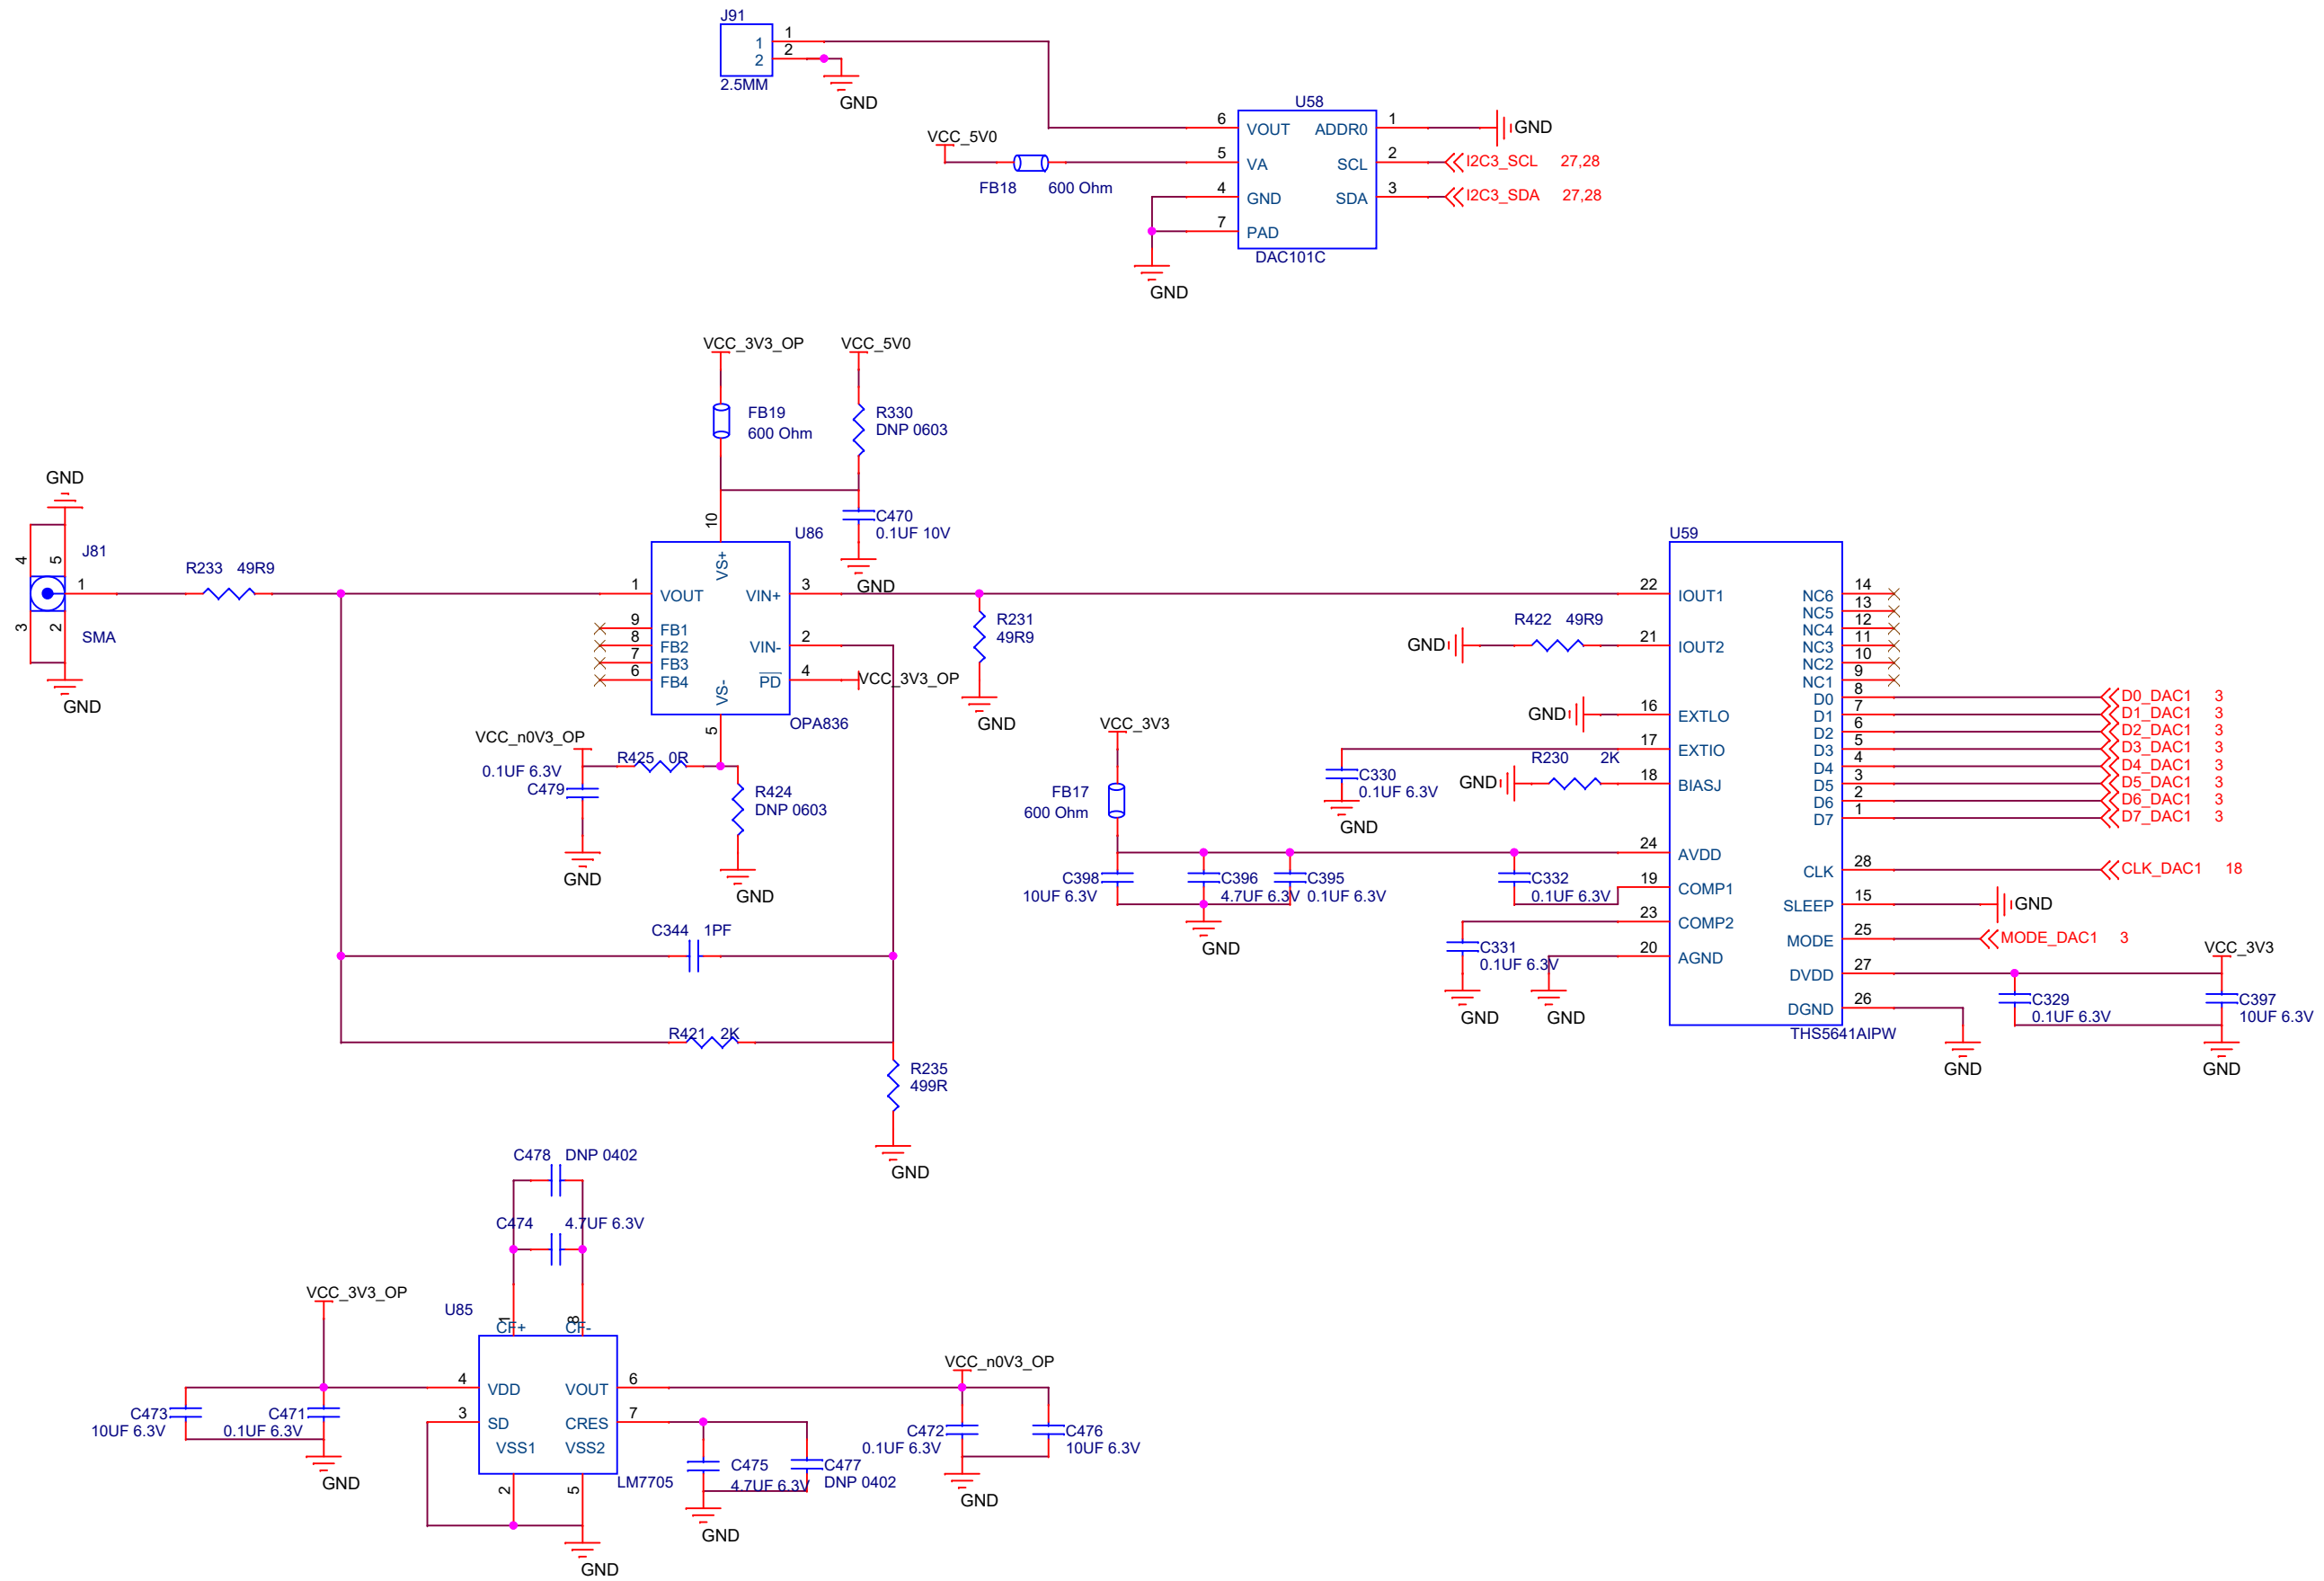 J91
1
2
1
2
2.5MM
GND
U58
VCC_5V0
FB18 600 Ohm
6 VOUT ADDR0 1 GND
5 VA SCL 2 I2C3_SCL 27,28
4 GND SDA 3 I2C3_SDA 27,28
7 PAD
DAC101C
GND
VCC_3V3_OP VCC_5V0
FB19
600 Ohm
R330
DNP 0603
C470
0.1UF 10V
GND
GND
4 5
J81
1
3 2
SMA
GND
R233 49R9
U86
10
VS+
1 VOUT VIN+ 3
9 FB1
8 FB2 VIN- 2
7 FB3
6 FB4 PD 4 VCC_3V3_OP
VS-
5
OPA836
R231
49R9
GND
VCC_n0V3_OP
R425 0R
0.1UF 6.3V
C479
GND
R424
DNP 0603
GND
C344 1PF
R421 2K
R235
499R
GND
VCC_3V3
FB17
600 Ohm
C398
10UF 6.3V
C396
4.7UF 6.3V
C395
0.1UF 6.3V
GND
C332
0.1UF 6.3V
C330
0.1UF 6.3V
GND
C331
0.1UF 6.3V
GND
GND
GND R422 49R9
GND
GND R230 2K
U59
22 IOUT1
21 IOUT2
16 EXTLO
17 EXTIO
18 BIASJ
24 AVDD
19 COMP1
23 COMP2
20 AGND
NC6 14
NC5 13
NC4 12
NC3 11
NC2 10
NC1 9
D0 8 D0_DAC1 3
D1 7 D1_DAC1 3
D2 6 D2_DAC1 3
D3 5 D3_DAC1 3
D4 4 D4_DAC1 3
D5 3 D5_DAC1 3
D6 2 D6_DAC1 3
D7 1 D7_DAC1 3
CLK 28 CLK_DAC1 18
SLEEP 15 GND
MODE 25 MODE_DAC1 3
DVDD 27 VCC_3V3
DGND 26
THS5641AIPW
GND
C329
0.1UF 6.3V
C397
10UF 6.3V
GND
C478 DNP 0402
C474 4.7UF 6.3V
VCC_3V3_OP
U85
1 8
CF+ CF-
4 VDD VOUT 6
3 SD CRES 7
VSS1 VSS2
2 5
LM7705
GND
C473
10UF 6.3V
C471
0.1UF 6.3V
GND
C475
4.7UF 6.3V
C477
DNP 0402
GND
VCC_n0V3_OP
C472
0.1UF 6.3V
C476
10UF 6.3V
GND